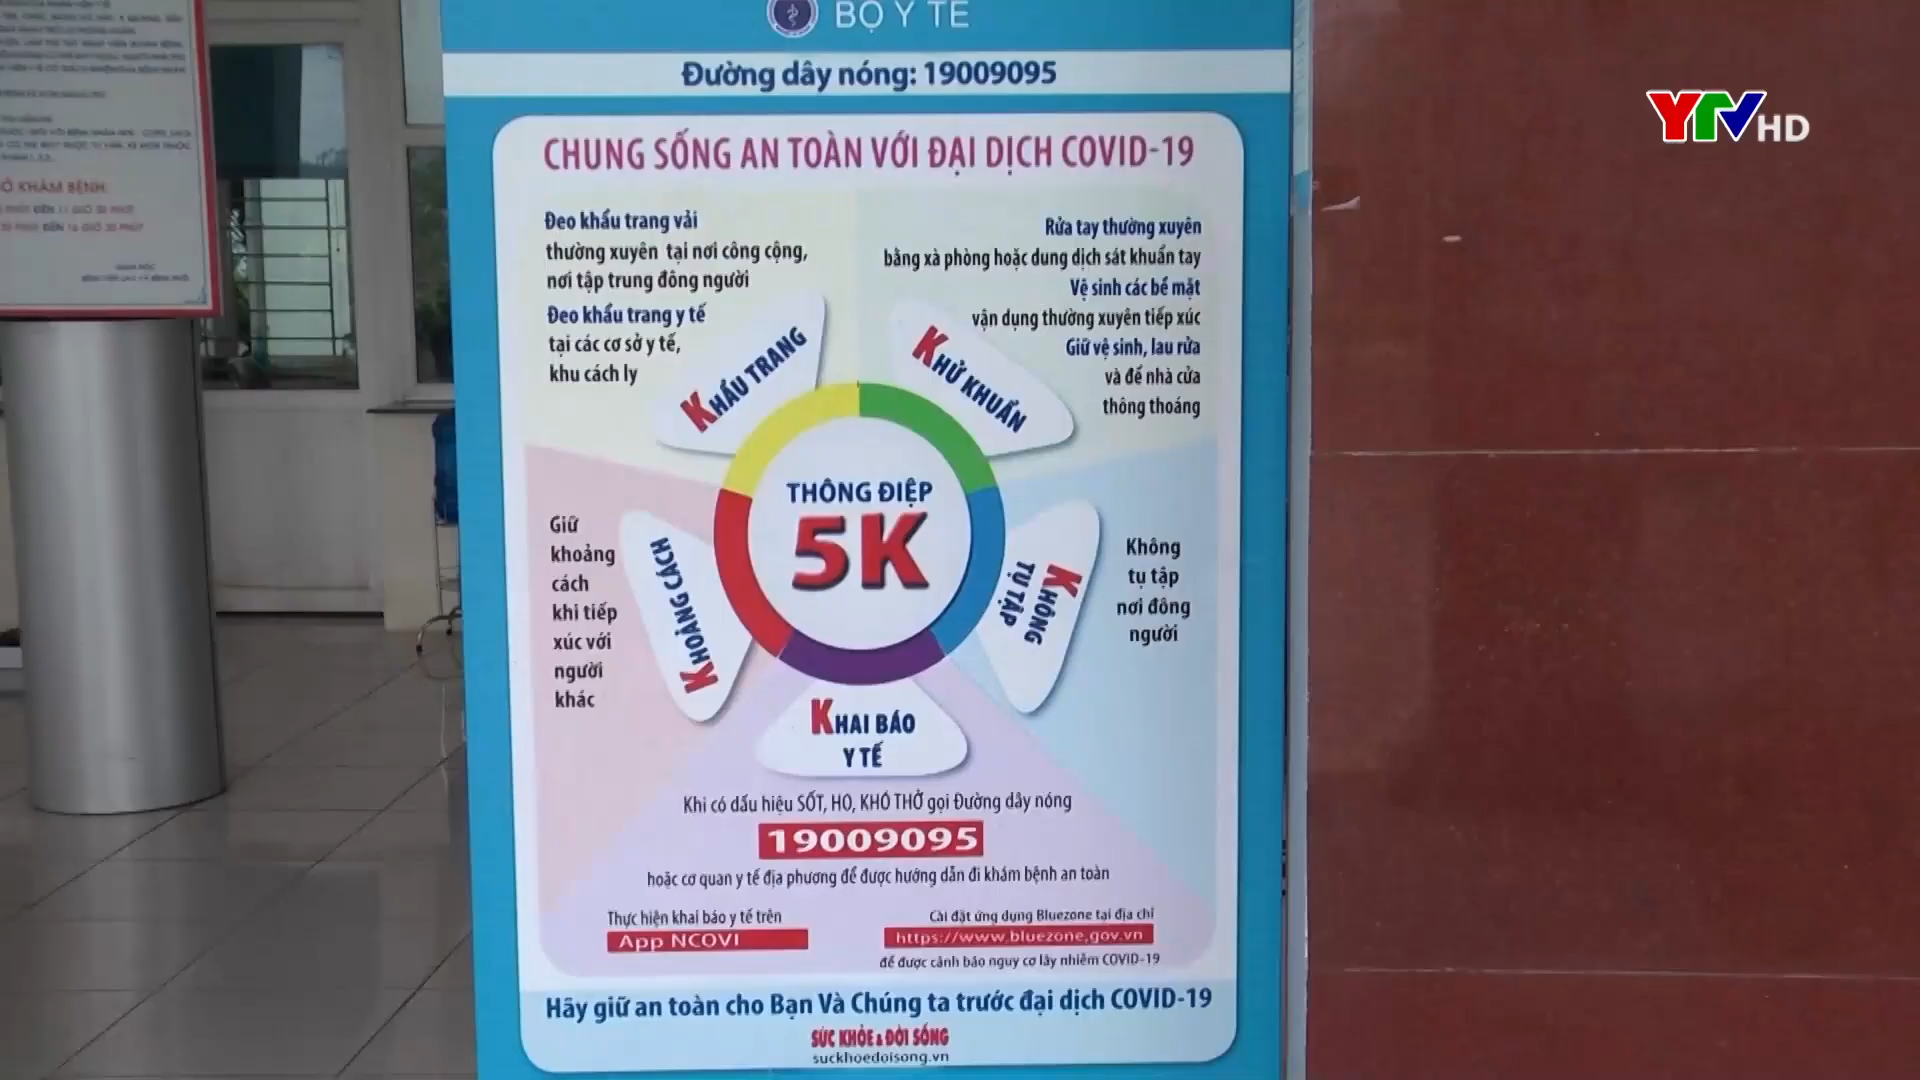 BỘ Y TẾ
Đường dây nóng: 19009095
YTV HD
CHUNG SỐNG AN TOÀN VỚI ĐẠI DỊCH COVID-19
Đeo khẩu trang vải
thường xuyên tại nơi công cộng,
nơi tập trung đông người
Đeo khẩu trang y tế
tại các cơ sở y tế,
khu cách ly
Rửa tay thường xuyên
bằng xà phòng hoặc dung dịch sát khuẩn tay
Vệ sinh các bề mặt
vận dụng thường xuyên tiếp xúc
Giữ vệ sinh, lau rửa
và để nhà cửa
thông thoáng
KHẨU TRANG
KHỬ KHUẨN
THÔNG ĐIỆP
5K
Giữ
khoảng
cách
khi tiếp
xúc với
người
khác
KHOẢNG CÁCH
KHÔNG
TỤ TẬP
Không
tụ tập
nơi đông
người
KHAI BÁO
Y TẾ
Khi có dấu hiệu SỐT, HO, KHÓ THỞ gọi Đường dây nóng
19009095
hoặc cơ quan y tế địa phương để được hướng dẫn đi khám bệnh an toàn
Thực hiện khai báo y tế trên
App NCOVI
Cài đặt ứng dụng Bluezone tại địa chỉ
https://www.bluezone.gov.vn
để được cảnh báo nguy cơ lây nhiễm COVID-19
Hãy giữ an toàn cho Bạn Và Chúng ta trước đại dịch COVID-19
SỨC KHỎE & ĐỜI SỐNG
suckhoedoisong.vn
KHÁM BỆNH